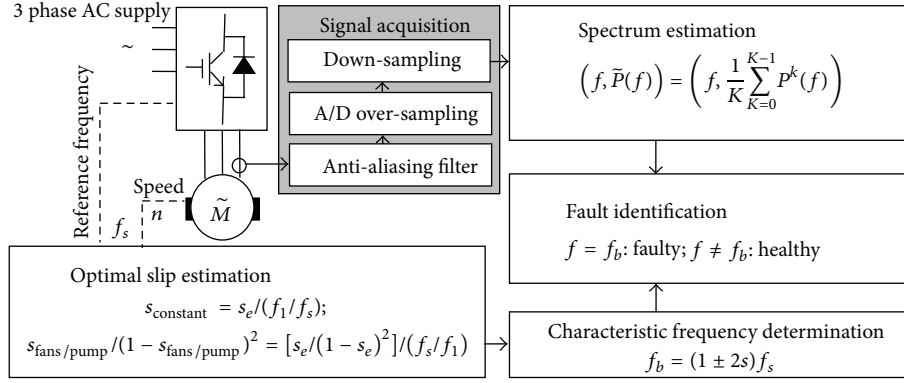 3 phase AC supply
~
Reference frequency
f_s
Speed
n
M̃
Signal acquisition
Down-sampling
A/D over-sampling
Anti-aliasing filter
Spectrum estimation
(f, P̃(f)) = (f, 1/K ∑_{K=0}^{K−1} P^k(f))
Fault identification
f = f_b: faulty; f ≠ f_b: healthy
Optimal slip estimation
s_constant = s_e/(f_1/f_s);
s_fans/pump/(1 − s_fans/pump)^2 = [s_e/(1 − s_e)^2]/(f_s/f_1)
Characteristic frequency determination
f_b = (1 ± 2s)f_s